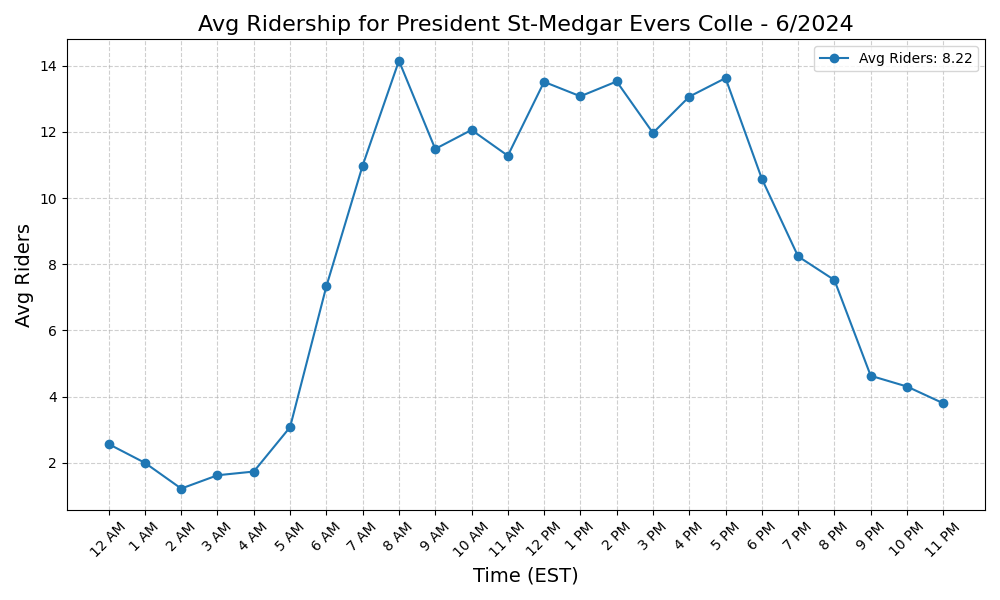 Avg Ridership for President St-Medgar Evers Colle - 6/2024
Avg Riders: 8.22
Avg Riders
14
12
10
8
6
4
2
12 AM
1 AM
2 AM
3 AM
4 AM
5 AM
6 AM
7 AM
8 AM
9 AM
10 AM
11 AM
12 PM
1 PM
2 PM
3 PM
4 PM
5 PM
6 PM
7 PM
8 PM
9 PM
10 PM
11 PM
Time (EST)